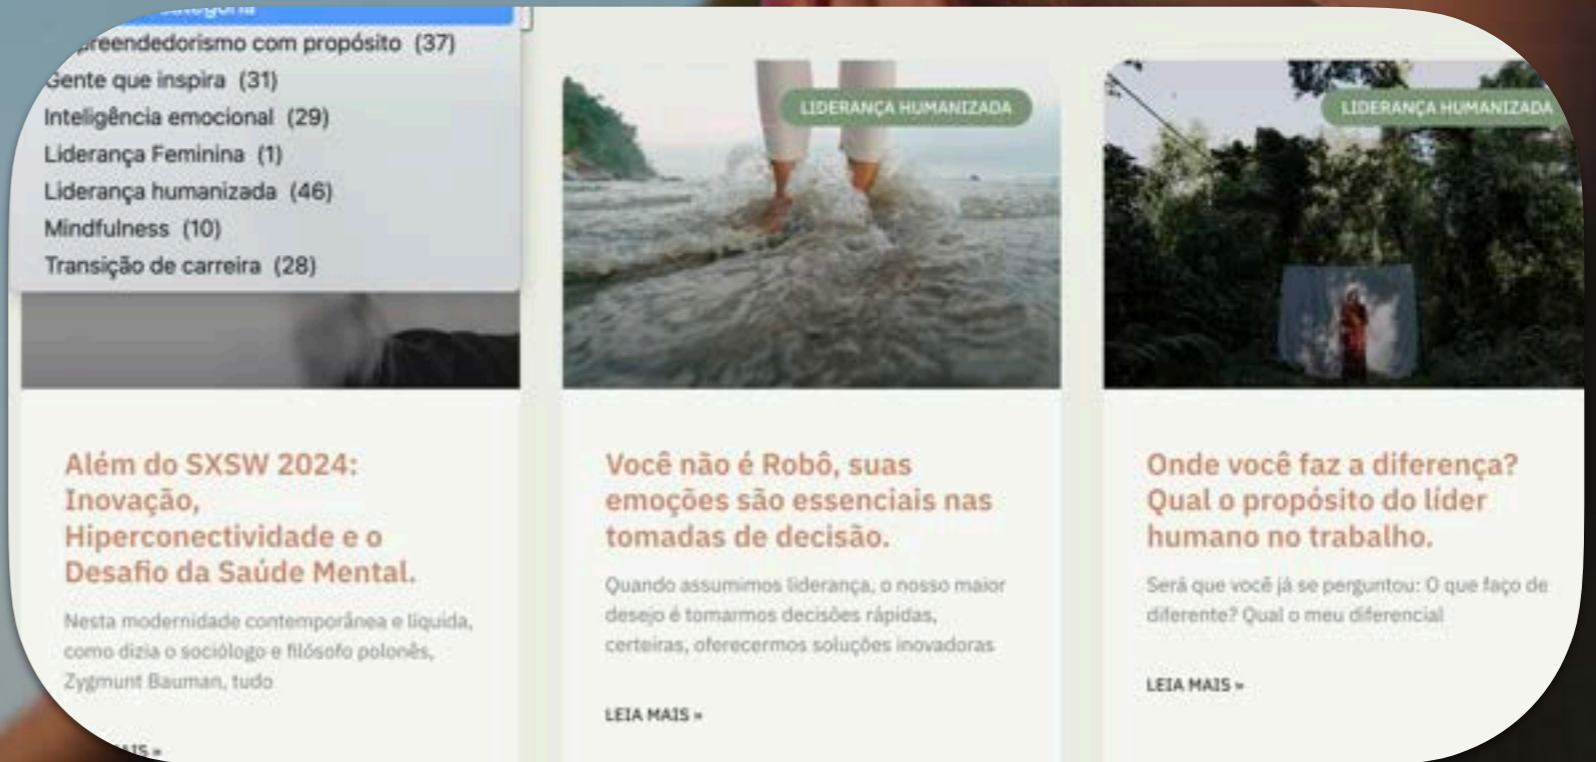 categoria
preendedorismo com propósito (37)
Gente que inspira (31)
Inteligência emocional (29)
Liderança Feminina (1)
Liderança humanizada (46)
Mindfulness (10)
Transição de carreira (28)
Além do SXSW 2024:
Inovação,
Hiperconectividade e o
Desafio da Saúde Mental.
Nesta modernidade contemporânea e líquida,
como dizia o sociólogo e filósofo polonês,
Zygmunt Bauman, tudo
MAIS »
LIDERANÇA HUMANIZADA
Você não é Robô, suas
emoções são essenciais nas
tomadas de decisão.
Quando assumimos liderança, o nosso maior
desejo é tomarmos decisões rápidas,
certeiras, oferecermos soluções inovadoras
LEIA MAIS »
LIDERANÇA HUMANIZADA
Onde você faz a diferença?
Qual o propósito do líder
humano no trabalho.
Será que você já se perguntou: O que faço de
diferente? Qual o meu diferencial
LEIA MAIS »